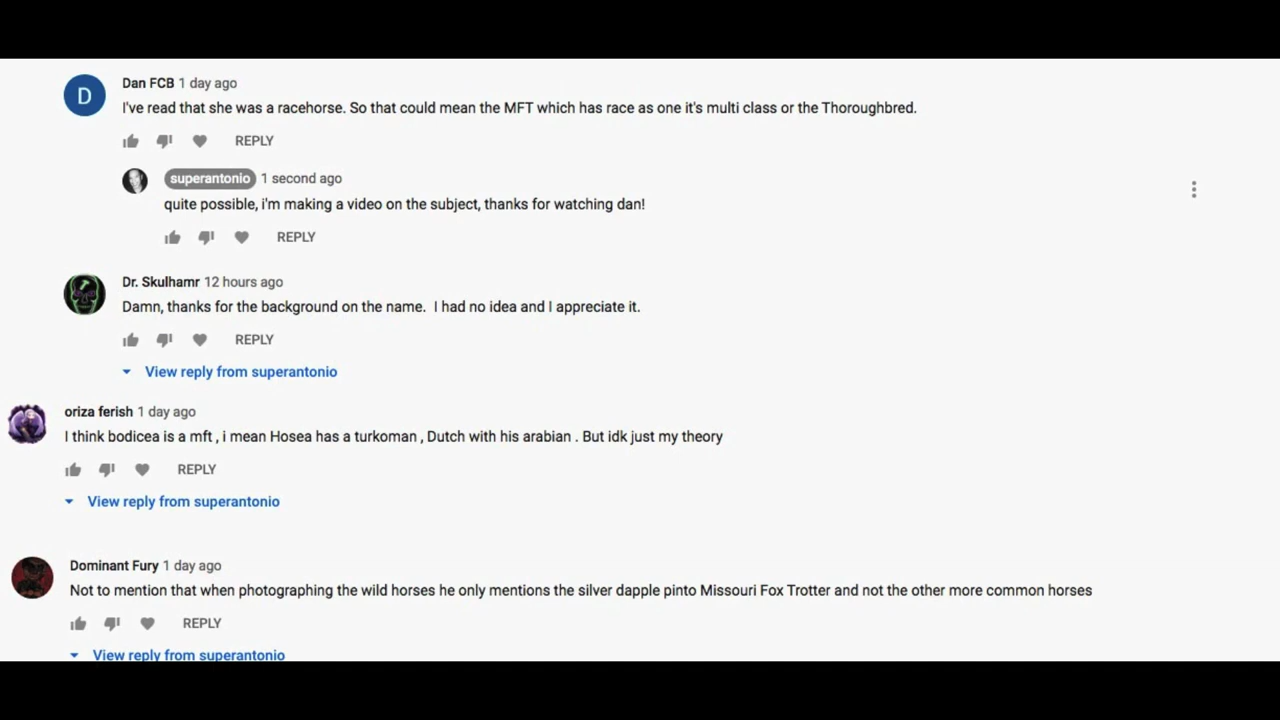 D
Dan FCB 1 day ago
I've read that she was a racehorse. So that could mean the MFT which has race as one it's multi class or the Thoroughbred.
REPLY
superantonio 1 second ago
quite possible, i'm making a video on the subject, thanks for watching dan!
REPLY
Dr. Skulhamr 12 hours ago
Damn, thanks for the background on the name.  I had no idea and I appreciate it.
REPLY
View reply from superantonio
oriza ferish 1 day ago
I think bodicea is a mft , i mean Hosea has a turkoman , Dutch with his arabian . But idk just my theory
REPLY
View reply from superantonio
Dominant Fury 1 day ago
Not to mention that when photographing the wild horses he only mentions the silver dapple pinto Missouri Fox Trotter and not the other more common horses
REPLY
View reply from superantonio